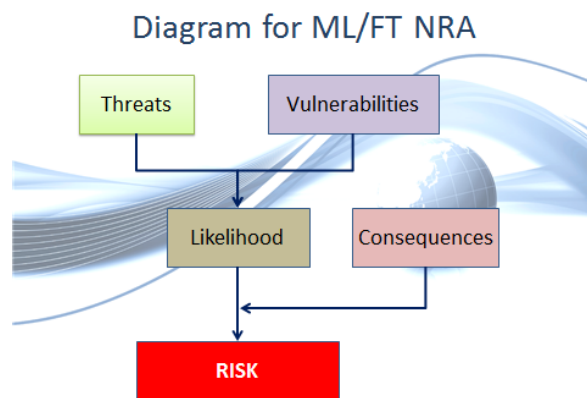 Diagram for ML/FT NRA
Threats
Vulnerabilities
Likelihood
Consequences
RISK